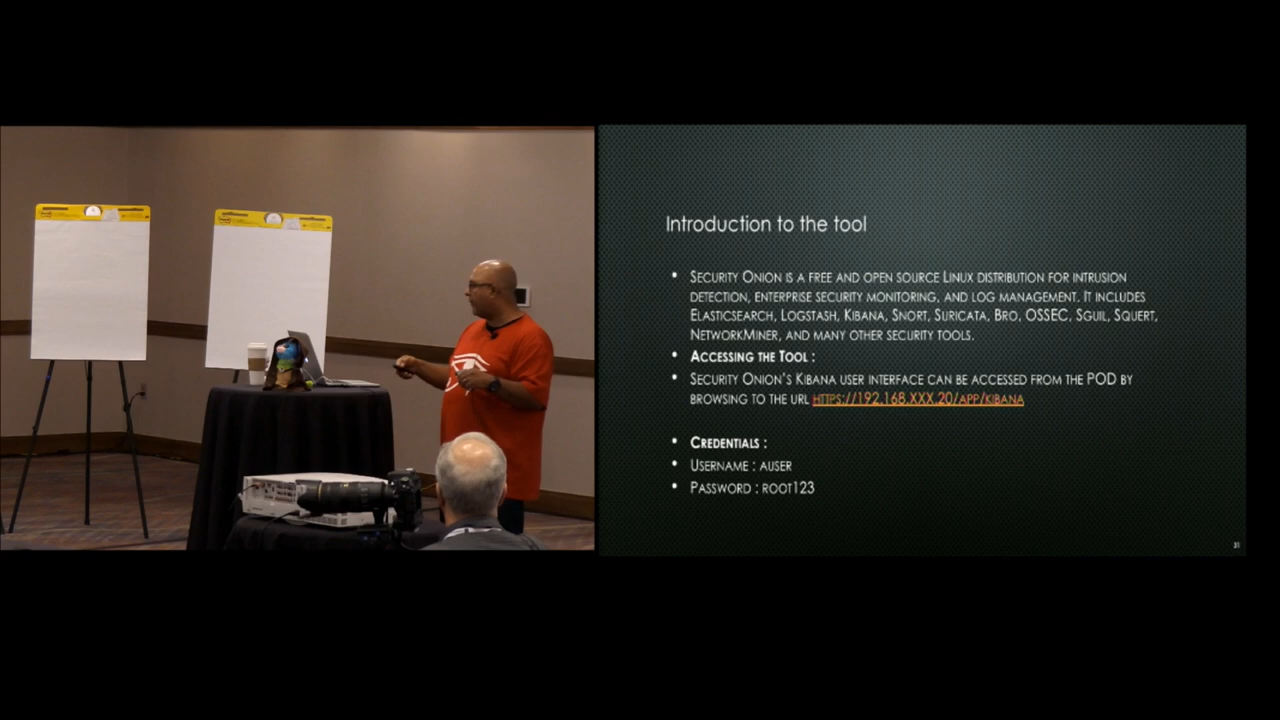 Introduction to the tool
• Security Onion is a free and open source Linux distribution for intrusion
detection, enterprise security monitoring, and log management. It includes
Elasticsearch, Logstash, Kibana, Snort, Suricata, Bro, OSSEC, Sguil, Squert,
NetworkMiner, and many other security tools.
• Accessing the Tool :
• Security Onion's Kibana user interface can be accessed from the POD by
browsing to the url https://192.168.XXX.20/app/kibana
• Credentials :
• Username : auser
• Password : root123
31